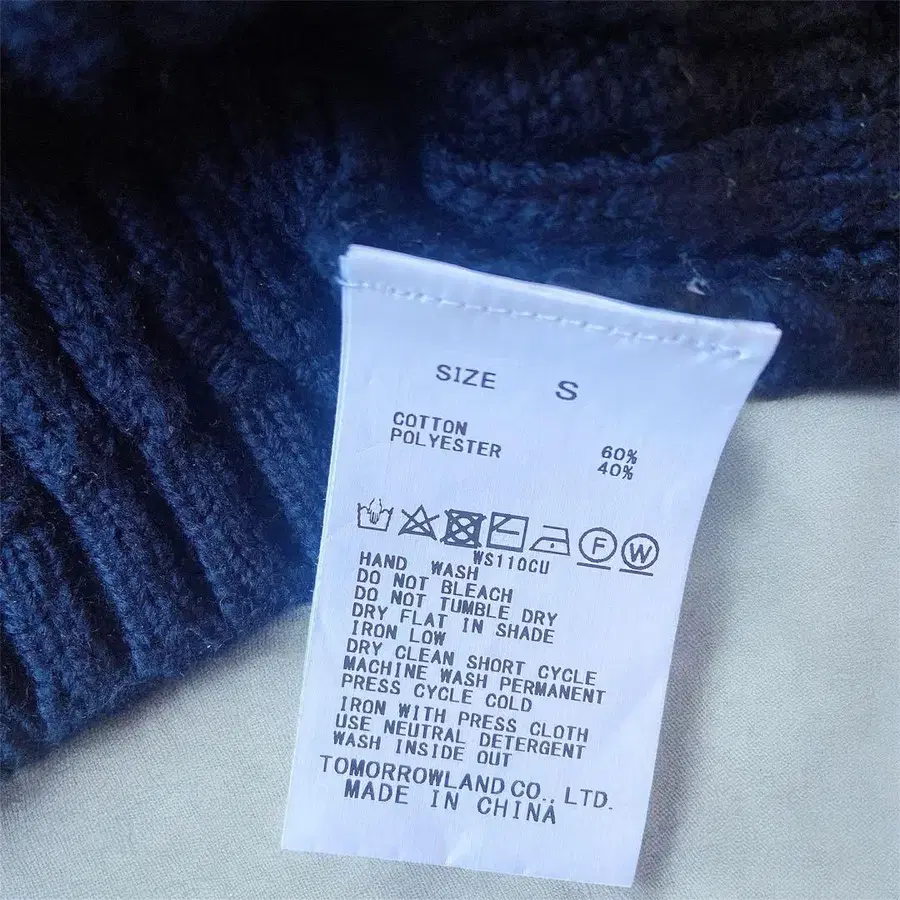 SIZE S
COTTON 60%
POLYESTER 40%
F W
WS110CU
HAND WASH
DO NOT BLEACH
DO NOT TUMBLE DRY
DRY FLAT IN SHADE
IRON LOW
DRY CLEAN SHORT CYCLE
MACHINE WASH PERMANENT
PRESS CYCLE COLD
IRON WITH PRESS CLOTH
USE NEUTRAL DETERGENT
WASH INSIDE OUT
TOMORROWLAND CO., LTD.
MADE IN CHINA